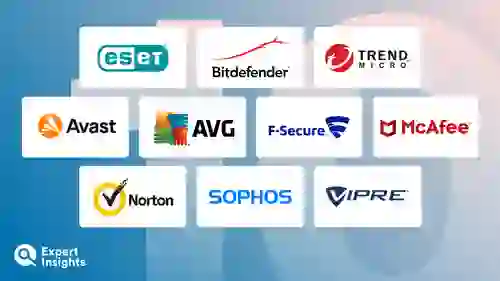 eseT
Bitdefender
TREND
MICRO
Avast
AVG
F-Secure
McAfee
Norton
SOPHOS
VIPRE
Expert
Insights